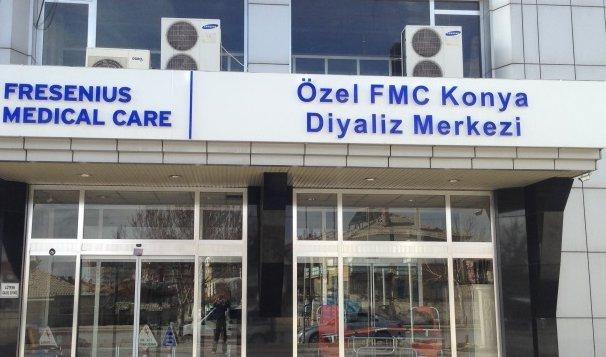 FRESENIUS
MEDICAL CARE
Özel FMC Konya
Diyaliz Merkezi